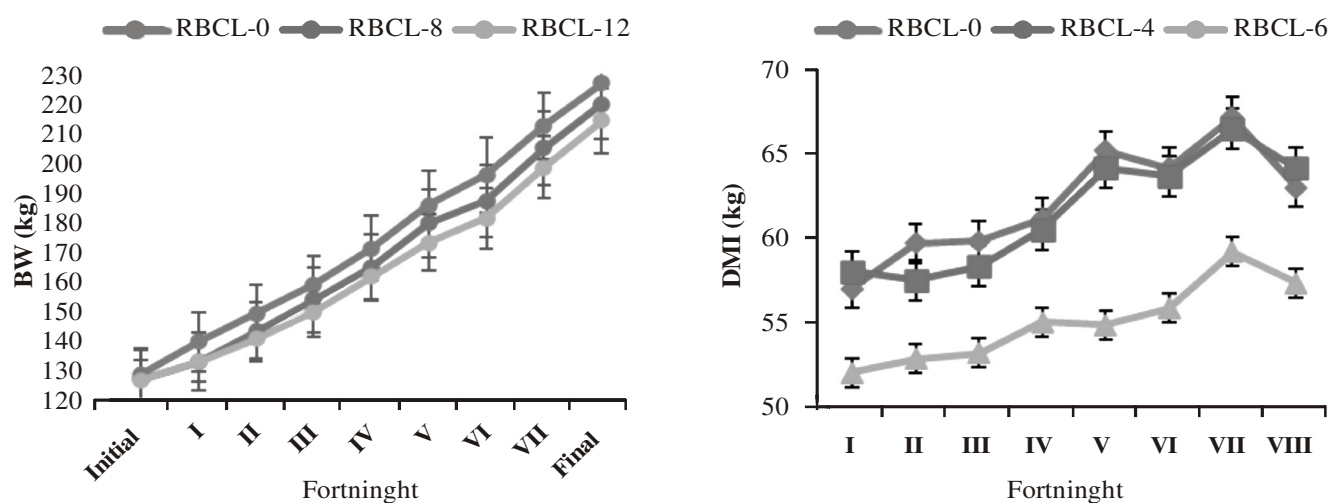 RBCL-0 RBCL-8 RBCL-12
BW (kg)
230
220
210
200
190
180
170
160
150
140
130
120
Initial I II III IV V VI VII Final
Fortninght
RBCL-0 RBCL-4 RBCL-6
DMI (kg)
70
65
60
55
50
I II III IV V VI VII VIII
Fortninght